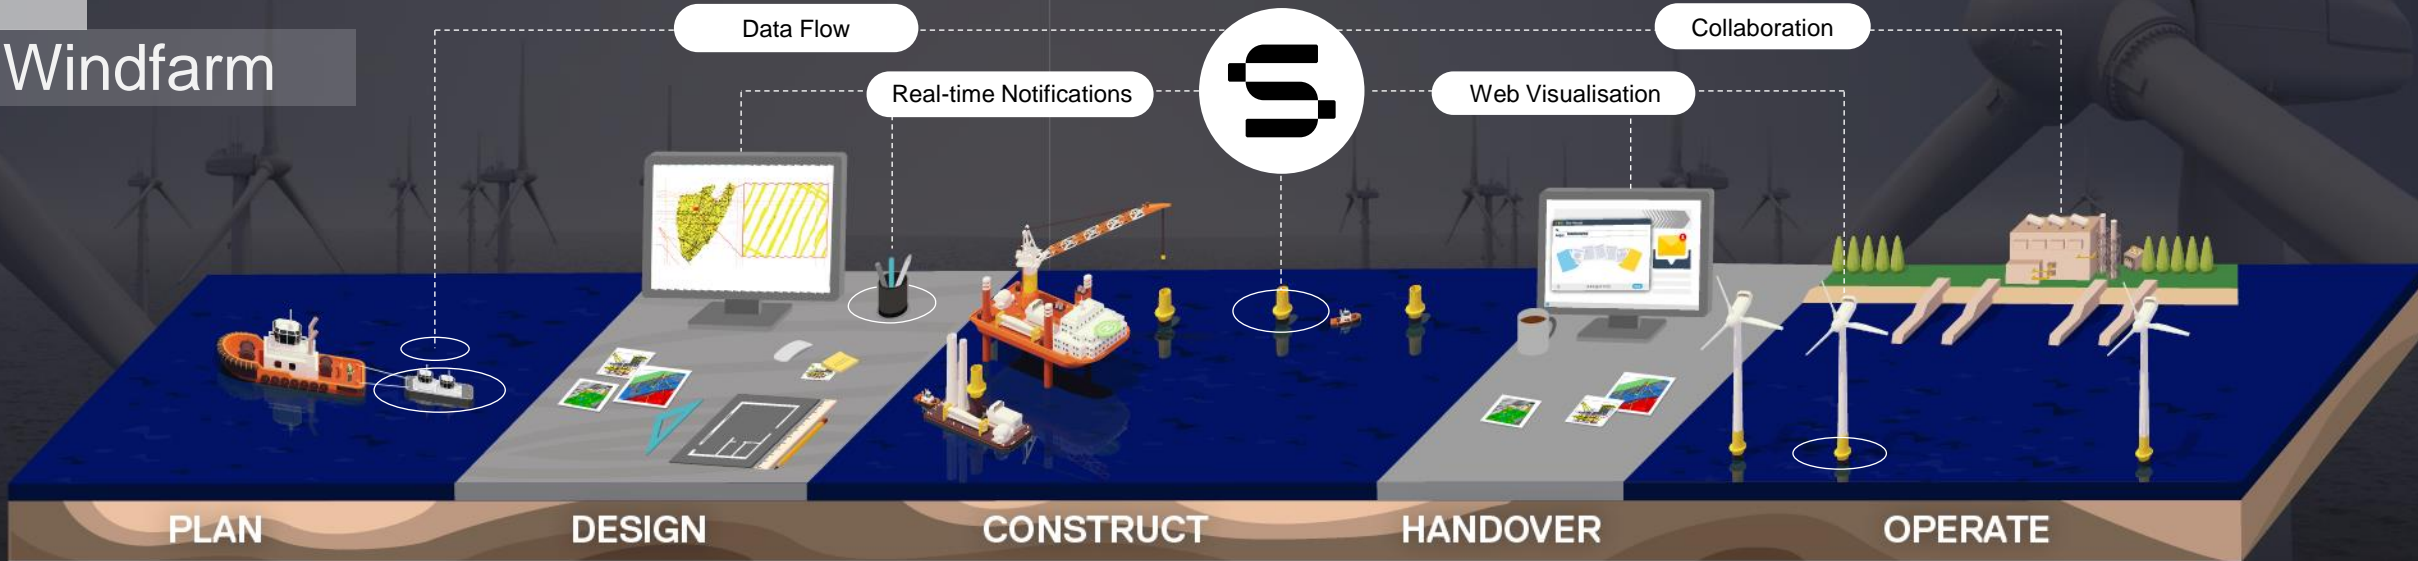 Windfarm
Data Flow
Collaboration
Real-time Notifications
Web Visualisation
S
PLAN
DESIGN
CONSTRUCT
HANDOVER
OPERATE